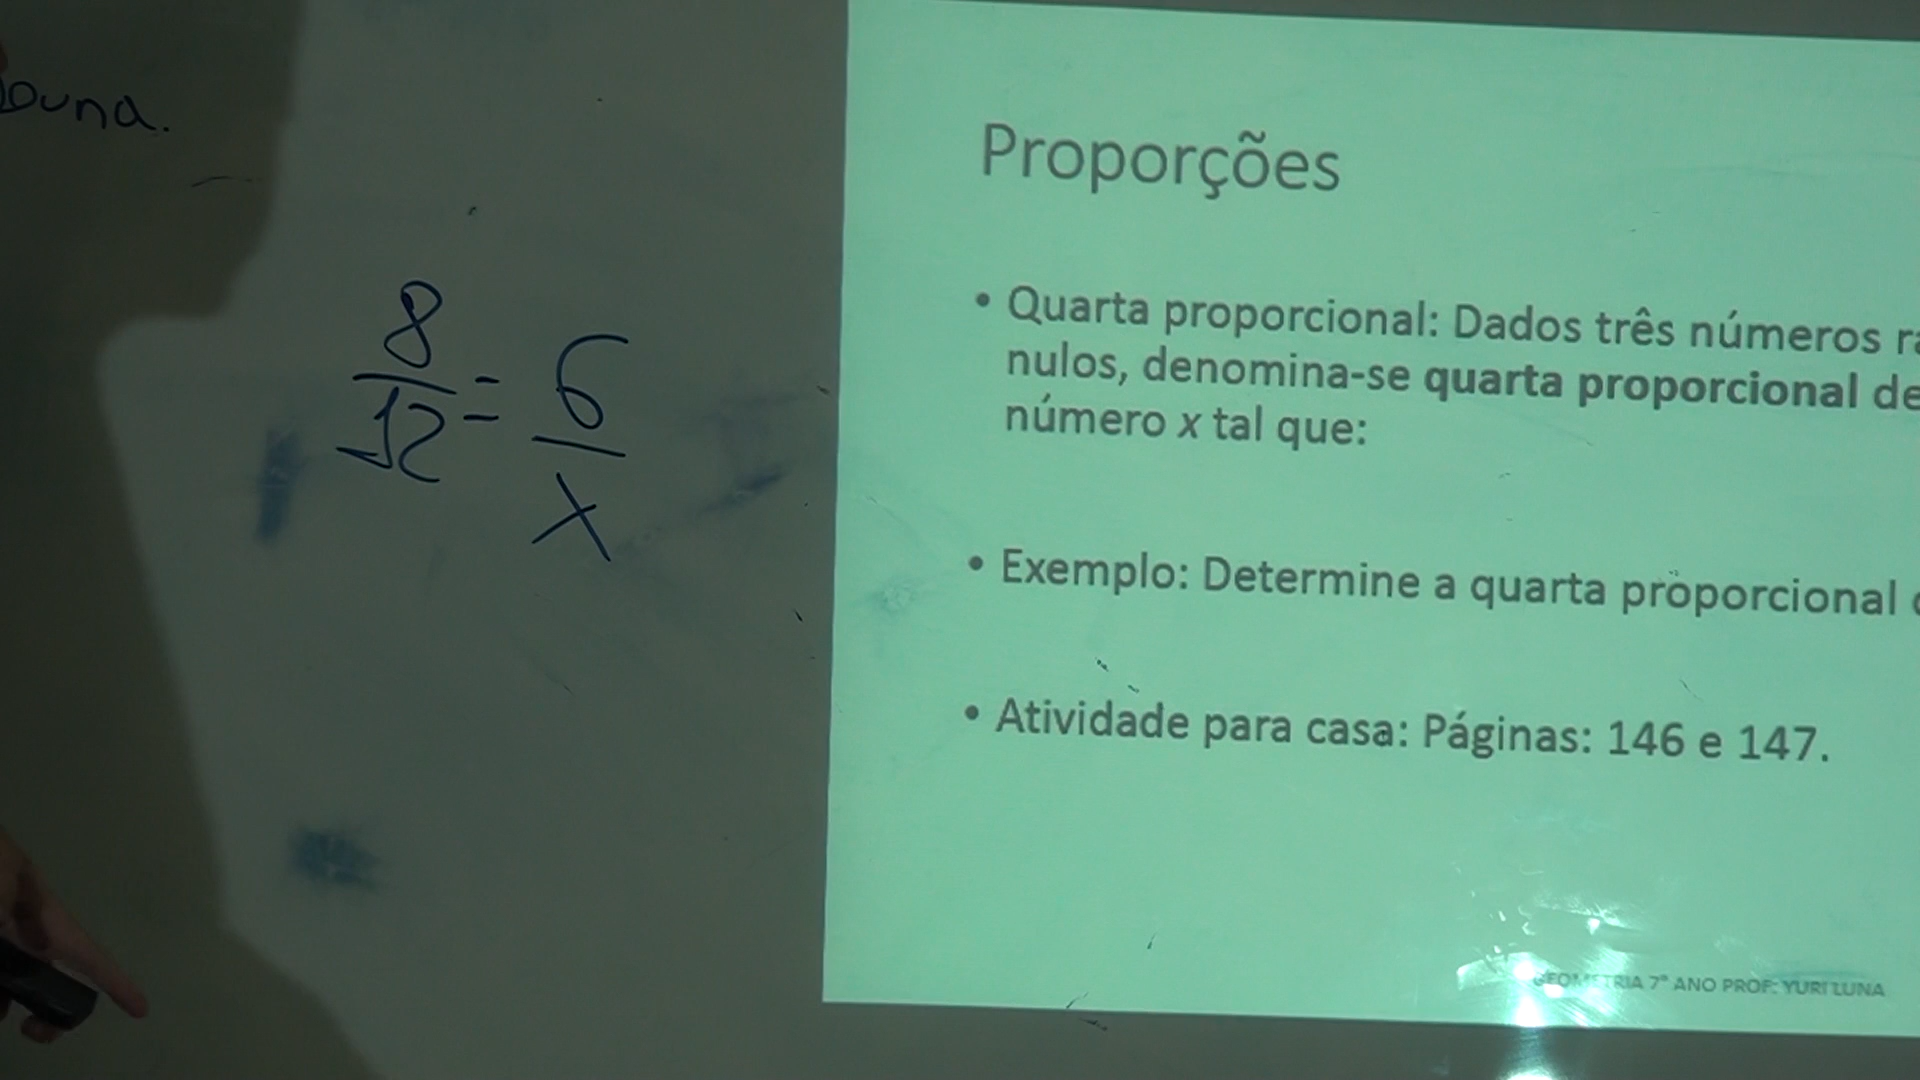 8/12 = 6/x
Proporções
• Quarta proporcional: Dados três números
nulos, denomina-se quarta proporcional de
número x tal que:
• Exemplo: Determine a quarta proporcional
• Atividade para casa: Páginas: 146 e 147.
GEOMETRIA 7° ANO PROF: YURI LUNA